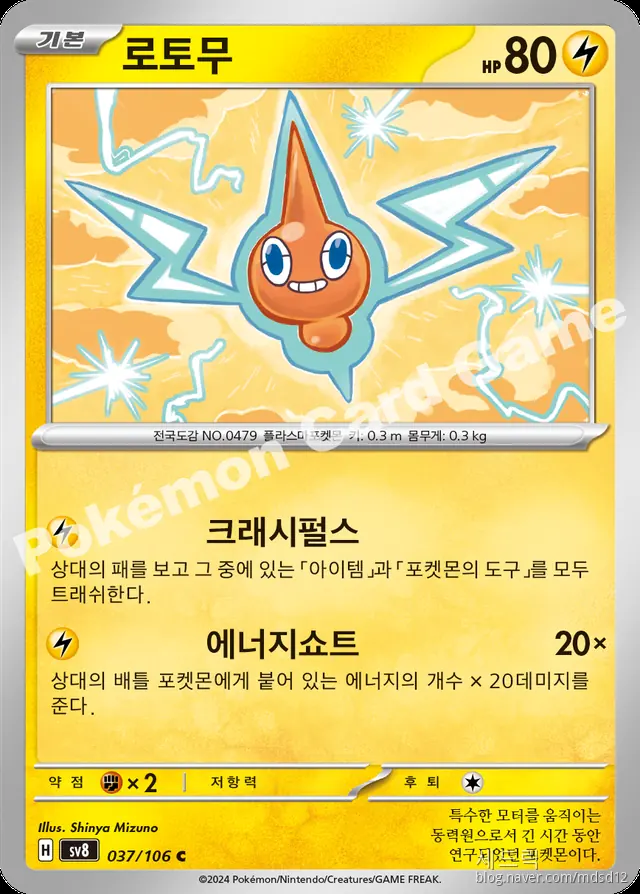 기본
로토무
HP 80
전국도감 NO.0479 플라스마포켓몬 키: 0.3 m 몸무게: 0.3 kg
Pokémon Card Game
크래시펄스
상대의 패를 보고 그 중에 있는 「아이템」과 「포켓몬의 도구」를 모두
트래쉬한다.
에너지쇼트 20×
상대의 배틀 포켓몬에게 붙어 있는 에너지의 개수 × 20데미지를
준다.
약점 ×2 저항력 후퇴
Illus. Shinya Mizuno
H sv8 037/106 C
특수한 모터를 움직이는
동력원으로서 긴 시간 동안
연구되었던 포켓몬이다.
blog.naver.com/mdsd12
©2024 Pokémon/Nintendo/Creatures/GAME FREAK.